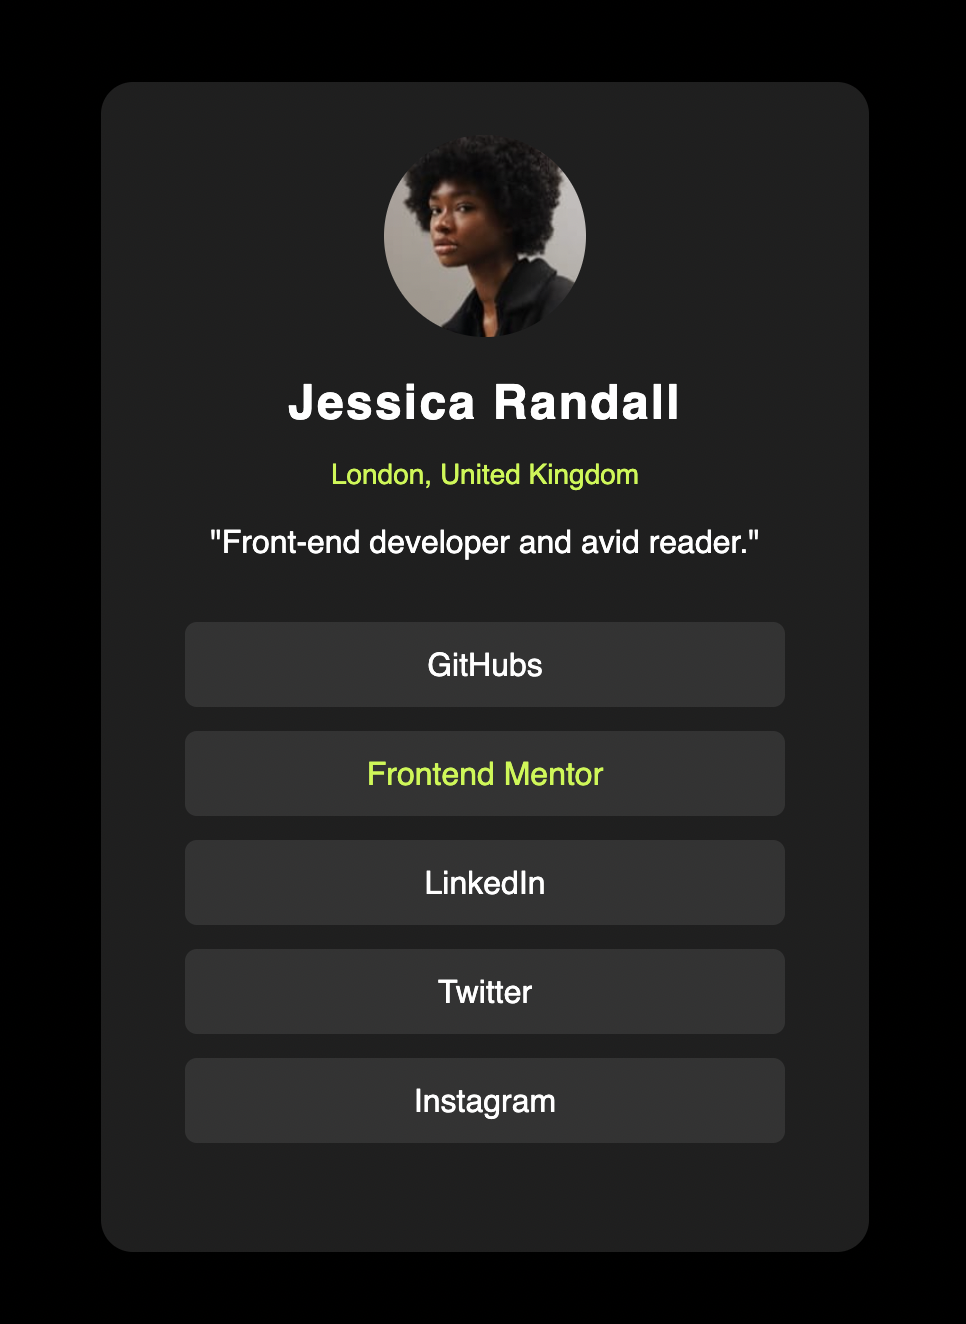 Jessica Randall
London, United Kingdom
"Front-end developer and avid reader."
GitHubs
Frontend Mentor
LinkedIn
Twitter
Instagram